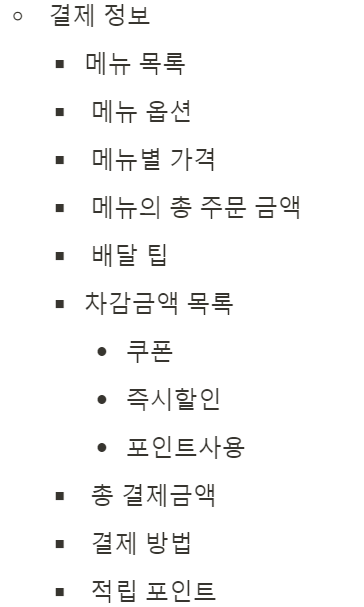 결제 정보
메뉴 목록
메뉴 옵션
메뉴별 가격
메뉴의 총 주문 금액
배달 팁
차감금액 목록
쿠폰
즉시할인
포인트사용
총 결제금액
결제 방법
적립 포인트